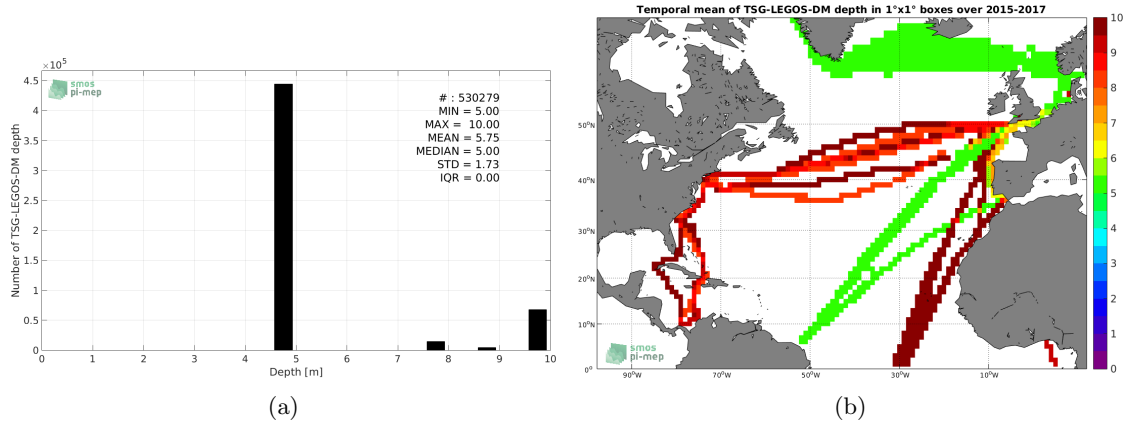 ×10⁵
smos
pi-mep
# : 530279
MIN = 5.00
MAX = 10.00
MEAN = 5.75
MEDIAN = 5.00
STD = 1.73
IQR = 0.00
Number of TSG-LEGOS-DM depth
4.5
4
3.5
3
2.5
2
1.5
1
0.5
0
0 1 2 3 4 5 6 7 8 9 10
Depth [m]
(a)
Temporal mean of TSG-LEGOS-DM depth in 1°x1° boxes over 2015-2017
50°N
40°N
30°N
20°N
10°N
0°
90°W 70°W 50°W 30°W 10°W
smos
pi-mep
10
9
8
7
6
5
4
3
2
1
0
(b)